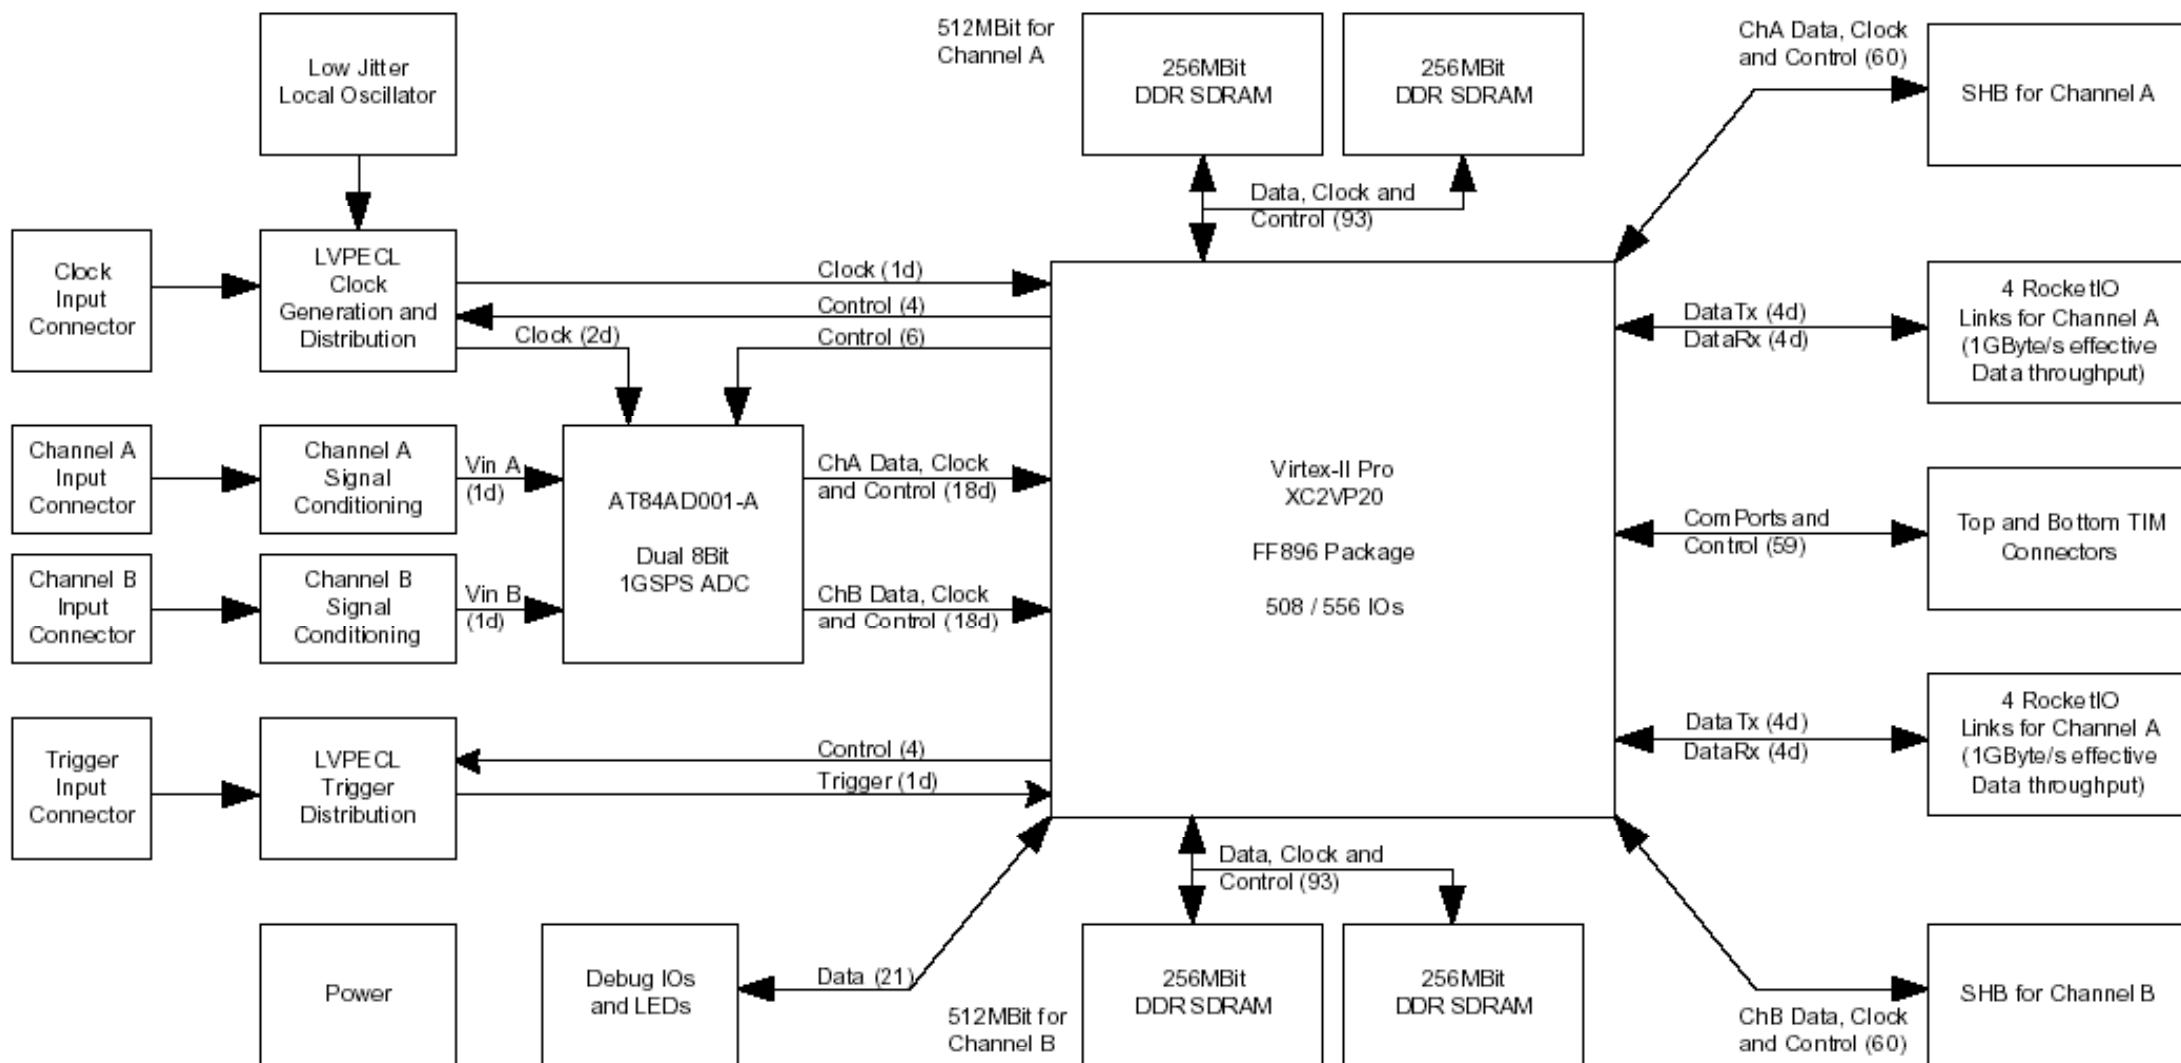 Low Jitter
Local Oscillator
512MBit for
Channel A
256MBit
DDR SDRAM
256MBit
DDR SDRAM
ChA Data, Clock
and Control (60)
SHB for Channel A
Data, Clock and
Control (93)
Clock
Input
Connector
LVPECL
Clock
Generation and
Distribution
Clock (1d)
Control (4)
Clock (2d)
Control (6)
DataTx (4d)
DataRx (4d)
4 RocketIO
Links for Channel A
(1GByte/s effective
Data throughput)
Channel A
Input
Connector
Channel A
Signal
Conditioning
Vin A
(1d)
AT84AD001-A
Dual 8Bit
1GSPS ADC
ChA Data, Clock
and Control (18d)
Virtex-II Pro
XC2VP20
FF896 Package
508 / 556 IOs
ComPorts and
Control (59)
Top and Bottom TIM
Connectors
Channel B
Input
Connector
Channel B
Signal
Conditioning
Vin B
(1d)
ChB Data, Clock
and Control (18d)
Trigger
Input
Connector
LVPECL
Trigger
Distribution
Control (4)
Trigger (1d)
DataTx (4d)
DataRx (4d)
4 RocketIO
Links for Channel A
(1GByte/s effective
Data throughput)
Data, Clock and
Control (93)
Power
Debug IOs
and LEDs
Data (21)
512MBit for
Channel B
256MBit
DDR SDRAM
256MBit
DDR SDRAM
ChB Data, Clock
and Control (60)
SHB for Channel B